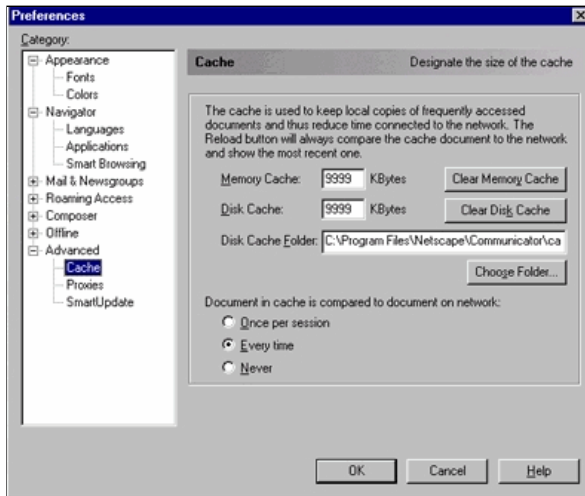 Preferences
Category:
Appearance
Fonts
Colors
Navigator
Languages
Applications
Smart Browsing
Mail & Newsgroups
Roaming Access
Composer
Offline
Advanced
Cache
Proxies
SmartUpdate
Cache Designate the size of the cache
The cache is used to keep local copies of frequently accessed
documents and thus reduce time connected to the network. The
Reload button will always compare the cache document to the network
and show the most recent one.
Memory Cache: 9999 KBytes Clear Memory Cache
Disk Cache: 9999 KBytes Clear Disk Cache
Disk Cache Folder: C:\Program Files\Netscape\Communicator\ca
Choose Folder...
Document in cache is compared to document on network:
Once per session
Every time
Never
OK Cancel Help